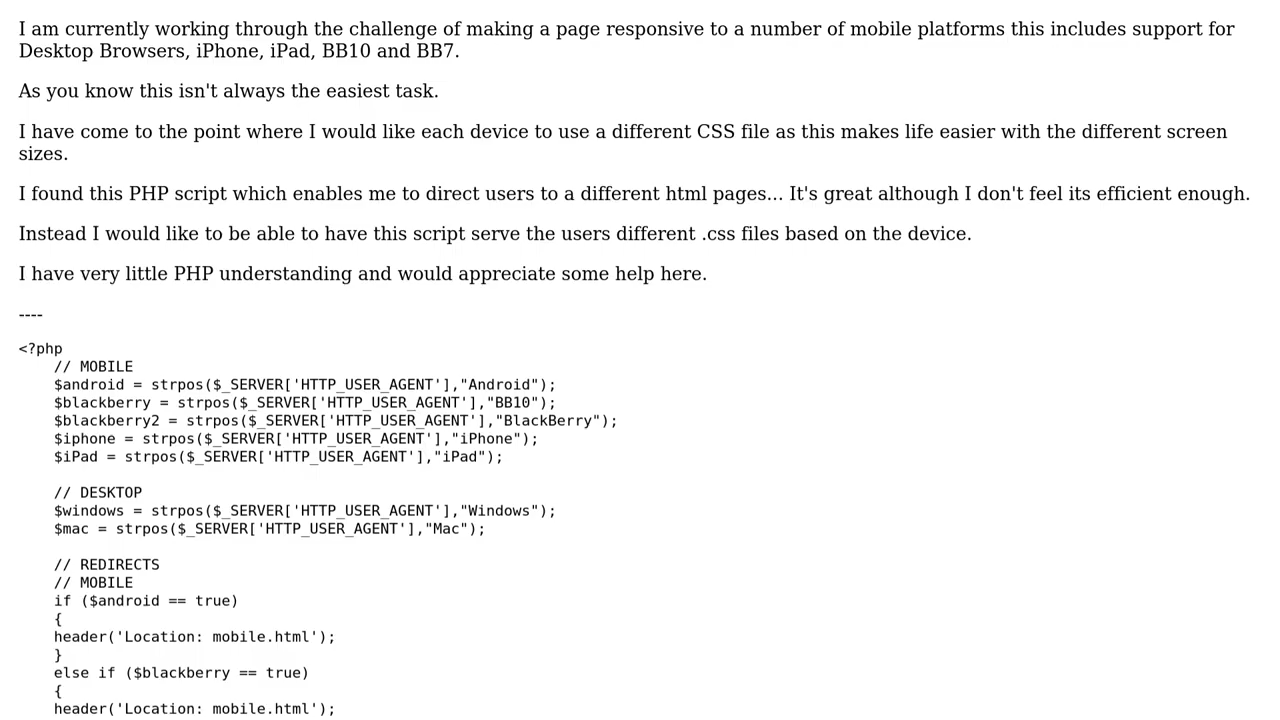 I am currently working through the challenge of making a page responsive to a number of mobile platforms this includes support for
Desktop Browsers, iPhone, iPad, BB10 and BB7.
As you know this isn't always the easiest task.
I have come to the point where I would like each device to use a different CSS file as this makes life easier with the different screen
sizes.
I found this PHP script which enables me to direct users to a different html pages... It's great although I don't feel its efficient enough.
Instead I would like to be able to have this script serve the users different .css files based on the device.
I have very little PHP understanding and would appreciate some help here.
----
<?php
    // MOBILE
    $android = strpos($_SERVER['HTTP_USER_AGENT'],"Android");
    $blackberry = strpos($_SERVER['HTTP_USER_AGENT'],"BB10");
    $blackberry2 = strpos($_SERVER['HTTP_USER_AGENT'],"BlackBerry");
    $iphone = strpos($_SERVER['HTTP_USER_AGENT'],"iPhone");
    $iPad = strpos($_SERVER['HTTP_USER_AGENT'],"iPad");
    // DESKTOP
    $windows = strpos($_SERVER['HTTP_USER_AGENT'],"Windows");
    $mac = strpos($_SERVER['HTTP_USER_AGENT'],"Mac");
    // REDIRECTS
    // MOBILE
    if ($android == true)
    {
    header('Location: mobile.html');
    }
    else if ($blackberry == true)
    {
    header('Location: mobile.html');